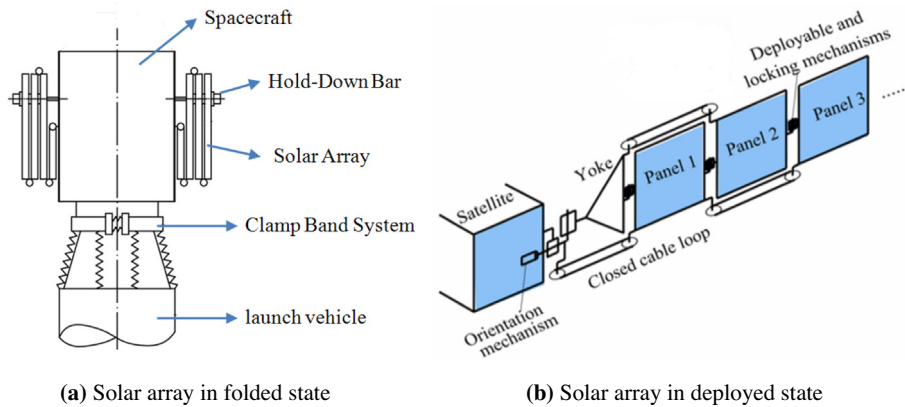 Spacecraft
Hold-Down Bar
Solar Array
Clamp Band System
launch vehicle
(a) Solar array in folded state
Deployable and
locking mechanisms
Panel 3
.....
Panel 2
Panel 1
Yoke
Satellite
Closed cable loop
Orientation
mechanism
(b) Solar array in deployed state